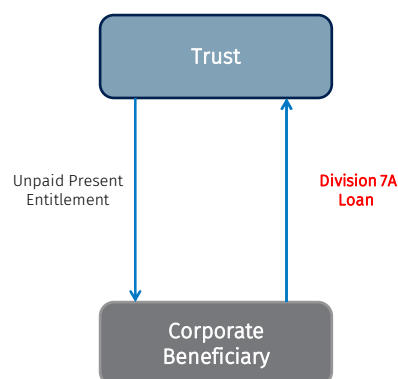 Trust
Unpaid Present
Entitlement
Division 7A
Loan
Corporate
Beneficiary